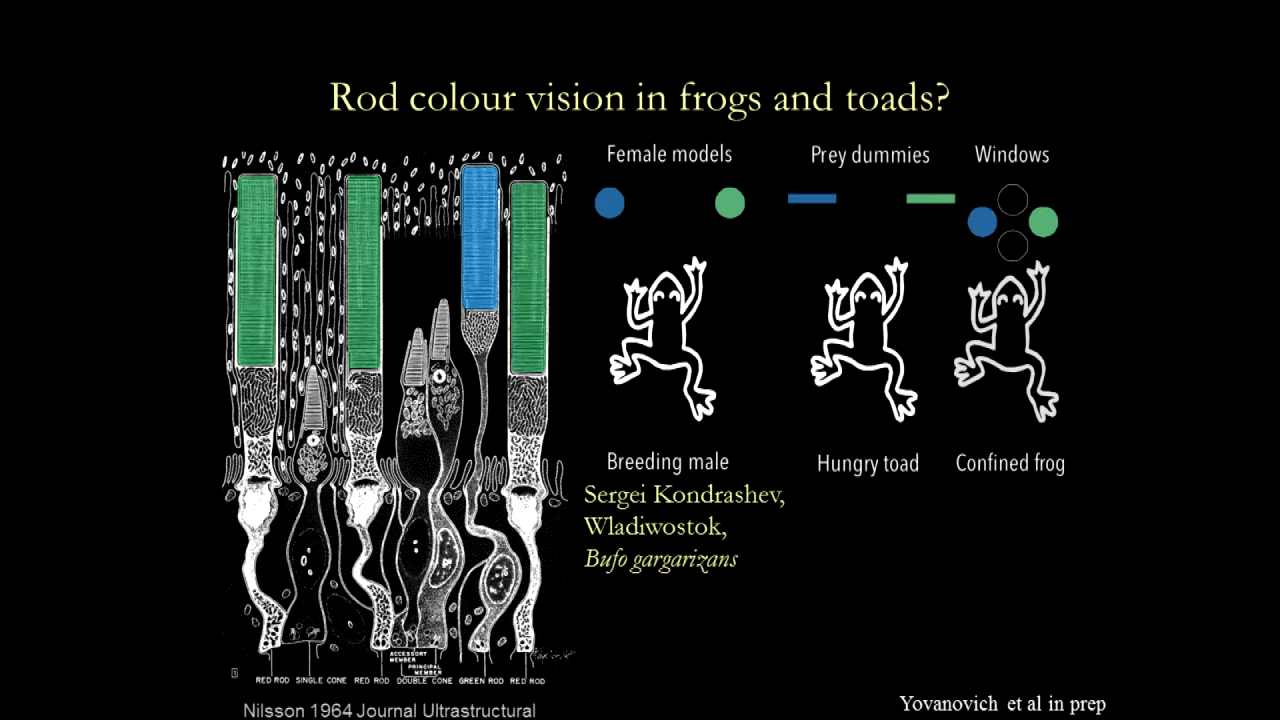 Rod colour vision in frogs and toads?
Female models
Prey dummies
Windows
Breeding male
Hungry toad
Confined frog
Sergei Kondrashev,
Wladiwostok,
Bufo gargarizans
ACCESSORY
MEMBER
PRINCIPAL
MEMBER
RED ROD SINGLE CONE RED ROD DOUBLE CONE GREEN ROD RED ROD
Nilsson 1964 Journal Ultrastructural
Yovanovich et al in prep